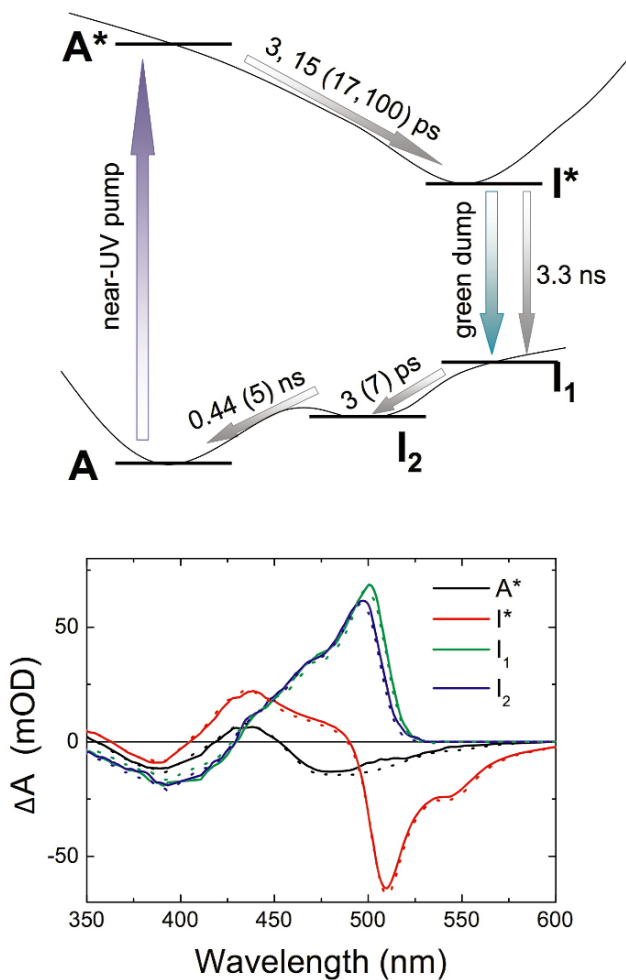 A*
3, 15 (17,100) ps
I*
near-UV pump
green dump
3.3 ns
I₁
3 (7) ps
0.44 (5) ns
I₂
A
ΔA (mOD)
50
0
-50
A*
I*
I₁
I₂
350 400 450 500 550 600
Wavelength (nm)